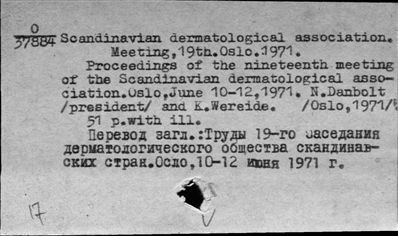 О
37884 Scandinavian dermatological association.
Meeting,19th.Oslo.1971.
Proceedings of the nineteenth meeting
of the Scandinavian dermatological asso-
ciation.Oslo,June 10-12,1971. N.Danbolt
/president/ and K.Wereide. /Oslo,1971/
51 p.with ill.
Перевод загл.:Труды 19-го заседания
дерматологического общества скандинав-
ских стран.Осло,10-12 июня 1971 г.
17